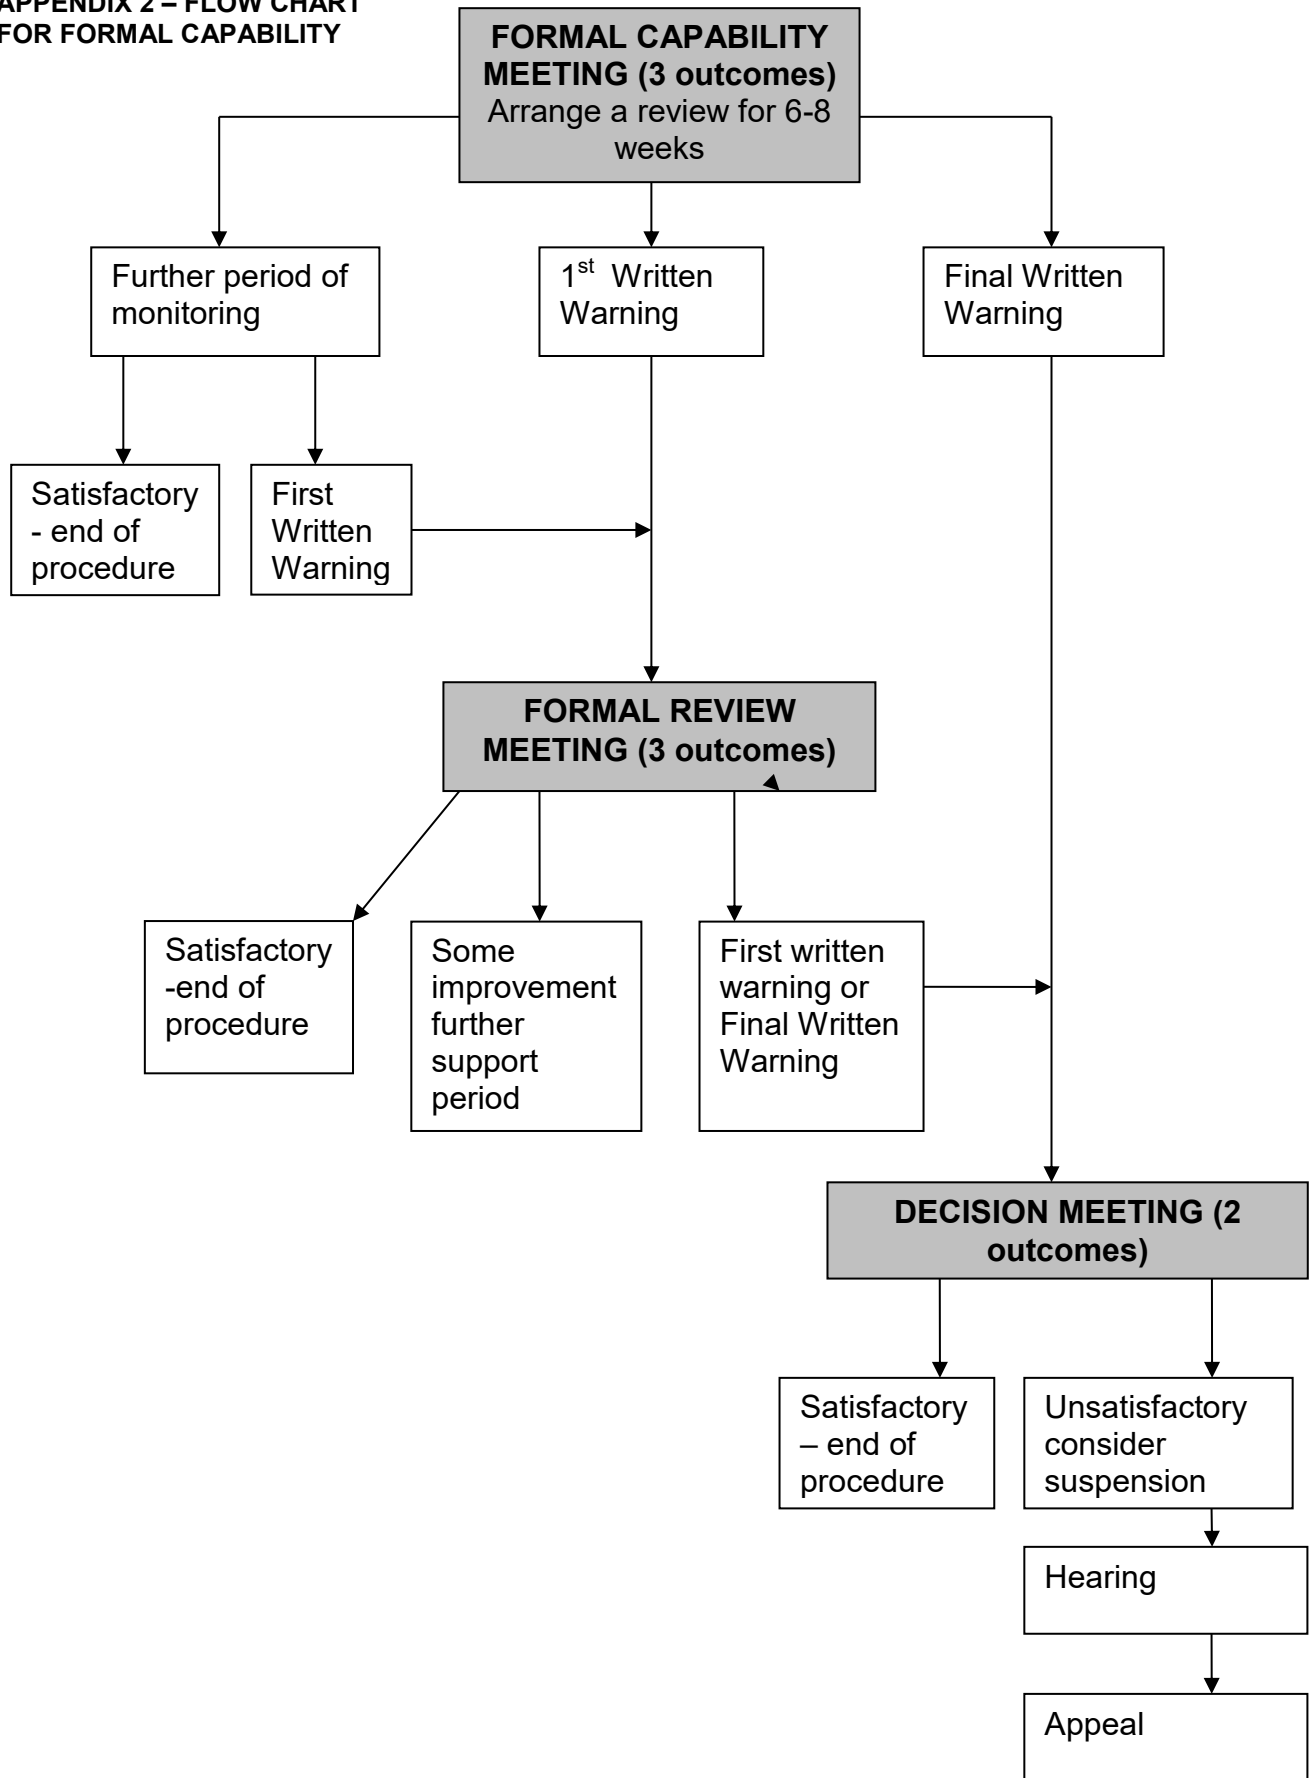 APPENDIX 2 – FLOW CHART
FOR FORMAL CAPABILITY
FORMAL CAPABILITY
MEETING (3 outcomes)
Arrange a review for 6-8
weeks
Further period of
monitoring
1st Written
Warning
Final Written
Warning
Satisfactory
- end of
procedure
First
Written
Warning
FORMAL REVIEW
MEETING (3 outcomes)
Satisfactory
-end of
procedure
Some
improvement
further
support
period
First written
warning or
Final Written
Warning
DECISION MEETING (2
outcomes)
Satisfactory
– end of
procedure
Unsatisfactory
consider
suspension
Hearing
Appeal